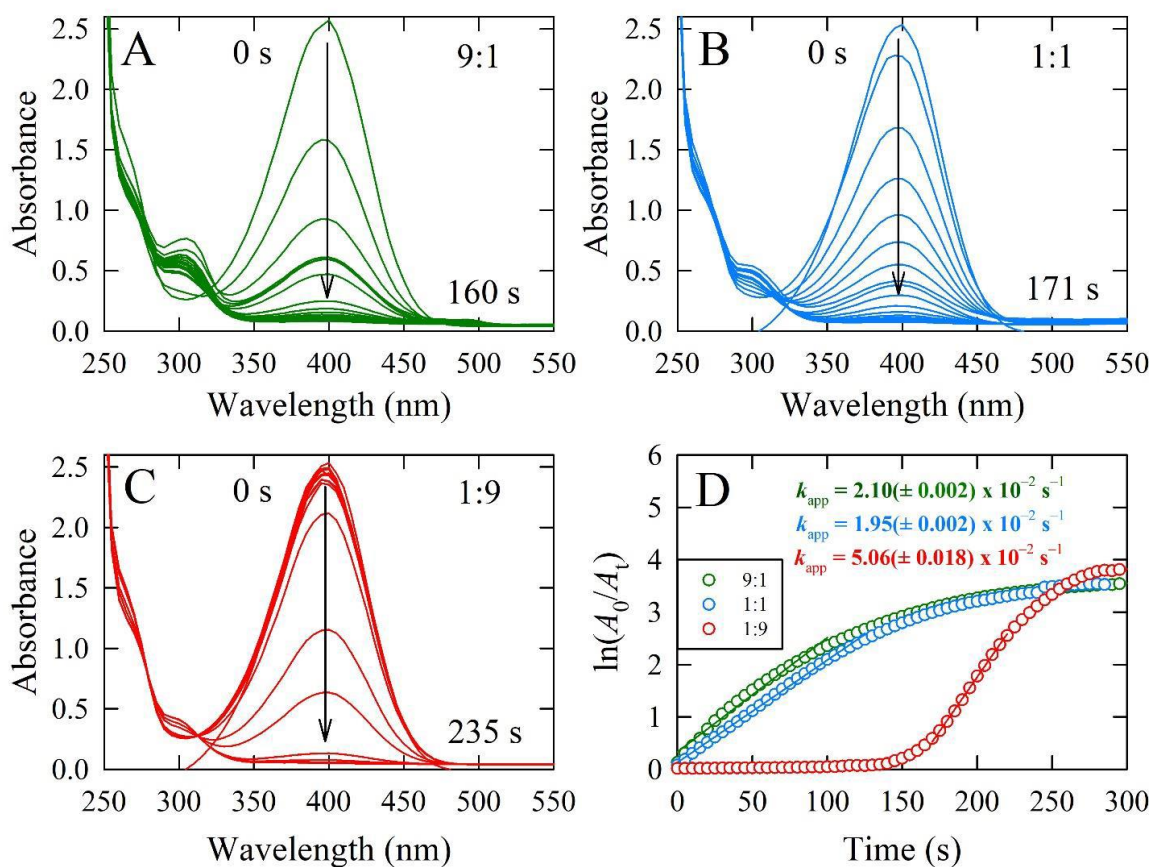 A
0 s
9:1
160 s
Absorbance
2.5
2.0
1.5
1.0
0.5
0.0
250 300 350 400 450 500 550
Wavelength (nm)
B
0 s
1:1
171 s
Absorbance
2.5
2.0
1.5
1.0
0.5
0.0
250 300 350 400 450 500 550
Wavelength (nm)
C
0 s
1:9
235 s
Absorbance
2.5
2.0
1.5
1.0
0.5
0.0
250 300 350 400 450 500 550
Wavelength (nm)
D
k_app = 2.10(± 0.002) x 10⁻² s⁻¹
k_app = 1.95(± 0.002) x 10⁻² s⁻¹
k_app = 5.06(± 0.018) x 10⁻² s⁻¹
9:1
1:1
1:9
ln(A₀/Aₜ)
6
5
4
3
2
1
0
0 50 100 150 200 250 300
Time (s)